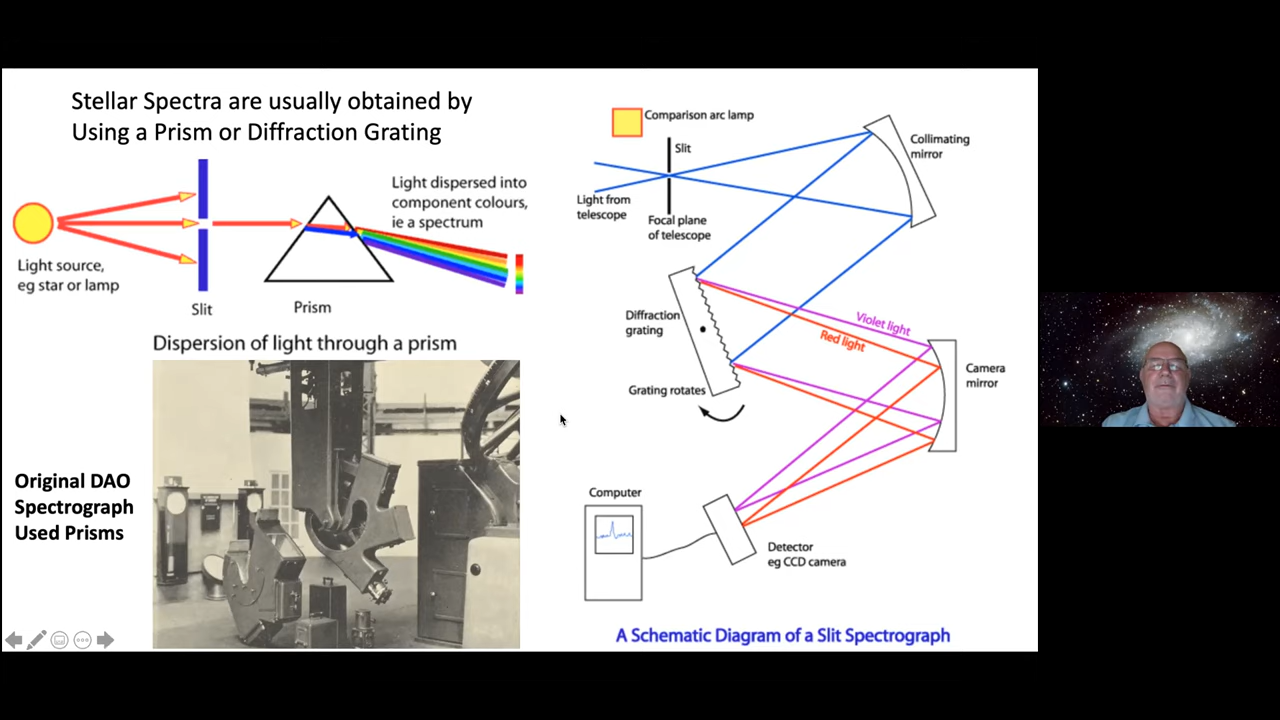 Stellar Spectra are usually obtained by
Using a Prism or Diffraction Grating
Light dispersed into
component colours,
ie a spectrum
Light source,
eg star or lamp
Slit
Prism
Dispersion of light through a prism
Original DAO
Spectrograph
Used Prisms
Comparison arc lamp
Slit
Collimating
mirror
Light from
telescope
Focal plane
of telescope
Diffraction
grating
Violet light
Red light
Camera
mirror
Grating rotates
Computer
Detector
eg CCD camera
A Schematic Diagram of a Slit Spectrograph